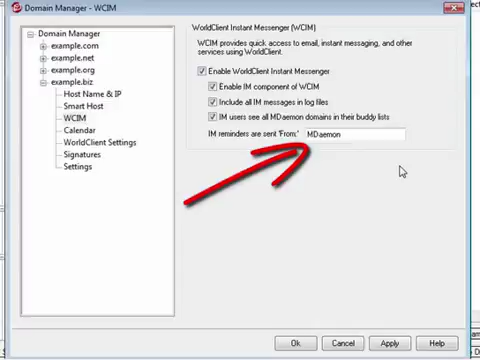 Domain Manager - WCIM
Domain Manager
example.com
example.net
example.org
example.biz
Host Name & IP
Smart Host
WCIM
Calendar
WorldClient Settings
Signatures
Settings
WorldClient Instant Messenger (WCIM)
WCIM provides quick access to email, instant messaging, and other
services using WorldClient.
Enable WorldClient Instant Messenger
Enable IM component of WCIM
Include all IM messages in log files
IM users see all MDaemon domains in their buddy lists
IM reminders are sent 'From:' MDaemon
Ok Cancel Apply Help